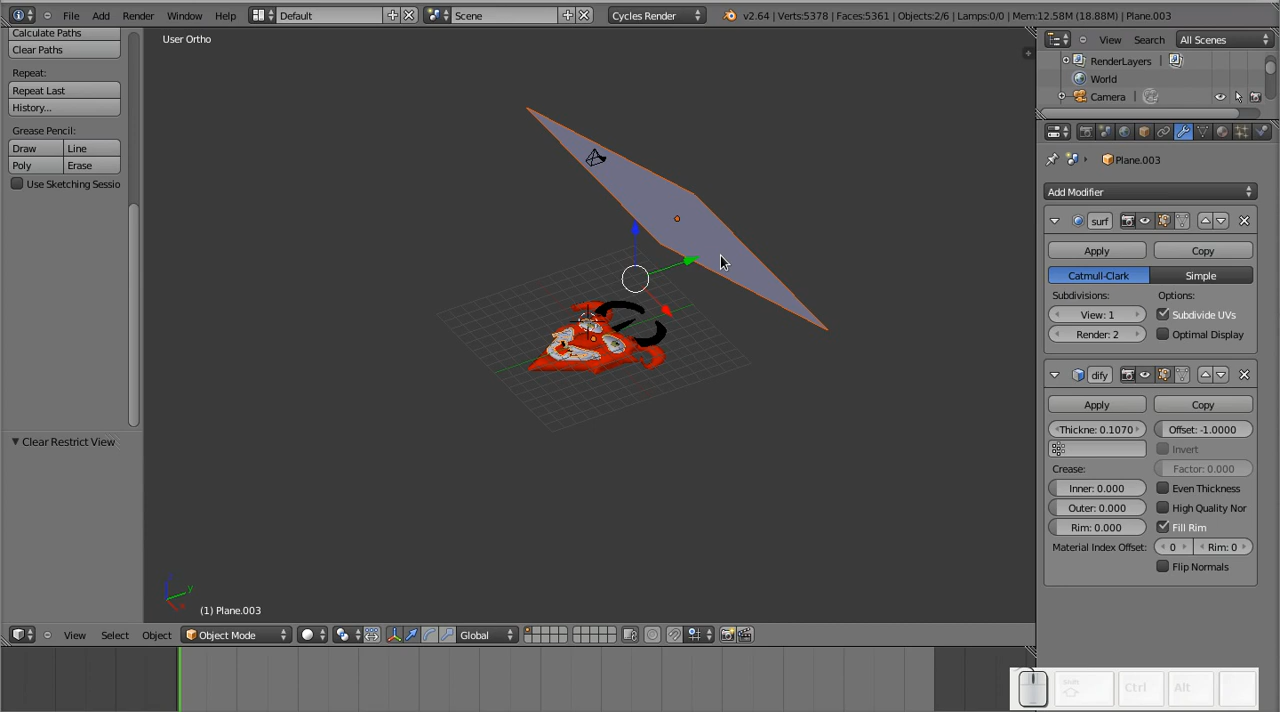 File Add Render Window Help Default Scene Cycles Render v2.64 | Verts:5378 | Faces:5361 | Objects:2/6 | Lamps:0/0 | Mem:12.58M (18.88M) | Plane.003
Calculate Paths
Clear Paths
Repeat:
Repeat Last
History...
Grease Pencil:
Draw Line
Poly Erase
Use Sketching Sessio
Clear Restrict View
User Ortho
z
y
(1) Plane.003
View Select Object Object Mode Global
View Search All Scenes
RenderLayers |
World
Camera |
Plane.003
Add Modifier
surf
Apply Copy
Catmull-Clark Simple
Subdivisions: Options:
View: 1 Subdivide UVs
Render: 2 Optimal Display
dify
Apply Copy
Thickne: 0.1070 Offset: -1.0000
Invert
Crease: Factor: 0.000
Inner: 0.000 Even Thickness
Outer: 0.000 High Quality Nor
Rim: 0.000 Fill Rim
Material Index Offset: 0 Rim: 0
Flip Normals
Ctrl Alt